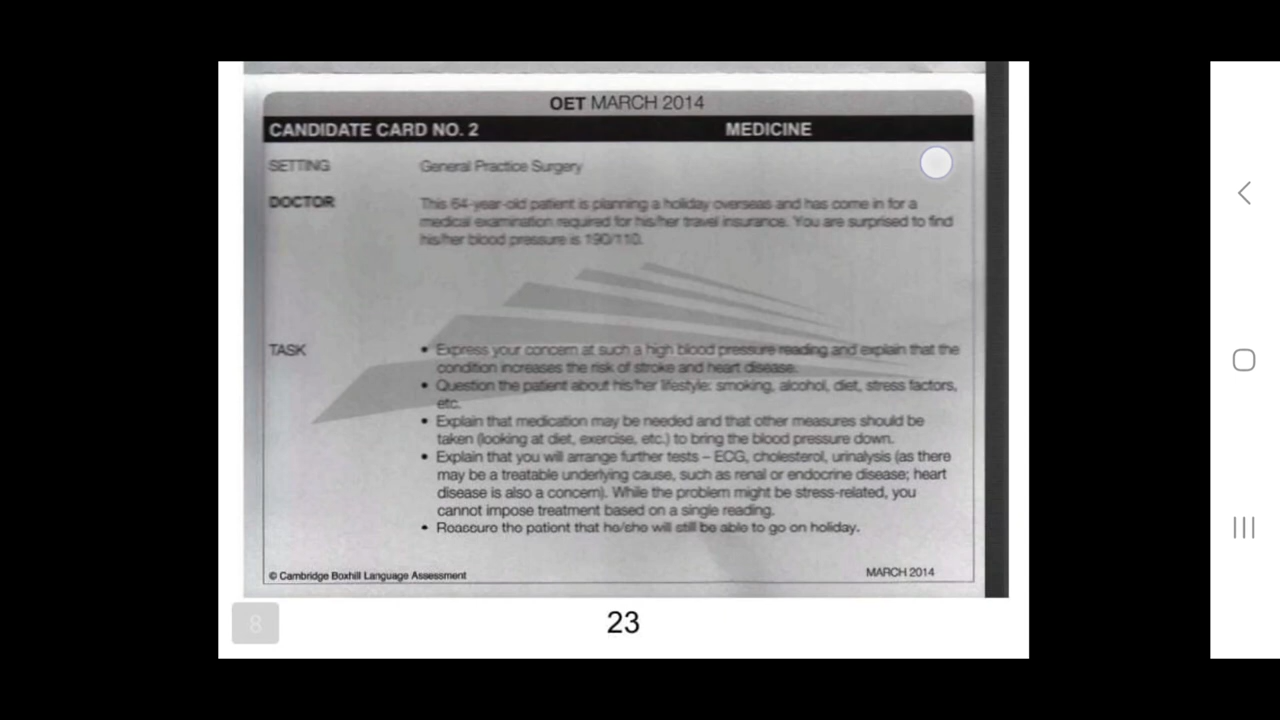 OET MARCH 2014
CANDIDATE CARD NO. 2 MEDICINE
SETTING General Practice Surgery
DOCTOR This 64-year-old patient is planning a holiday overseas and has come in for a
medical examination required for his/her travel insurance. You are surprised to find
his/her blood pressure is 190/110.
TASK • Express your concern at such a high blood pressure reading and explain that the
condition increases the risk of stroke and heart disease.
• Question the patient about his/her lifestyle: smoking, alcohol, diet, stress factors,
etc.
• Explain that medication may be needed and that other measures should be
taken (looking at diet, exercise, etc.) to bring the blood pressure down.
• Explain that you will arrange further tests – ECG, cholesterol, urinalysis (as there
may be a treatable underlying cause, such as renal or endocrine disease; heart
disease is also a concern). While the problem might be stress-related, you
cannot impose treatment based on a single reading.
• Reassure the patient that he/she will still be able to go on holiday.
© Cambridge Boxhill Language Assessment MARCH 2014
8
23